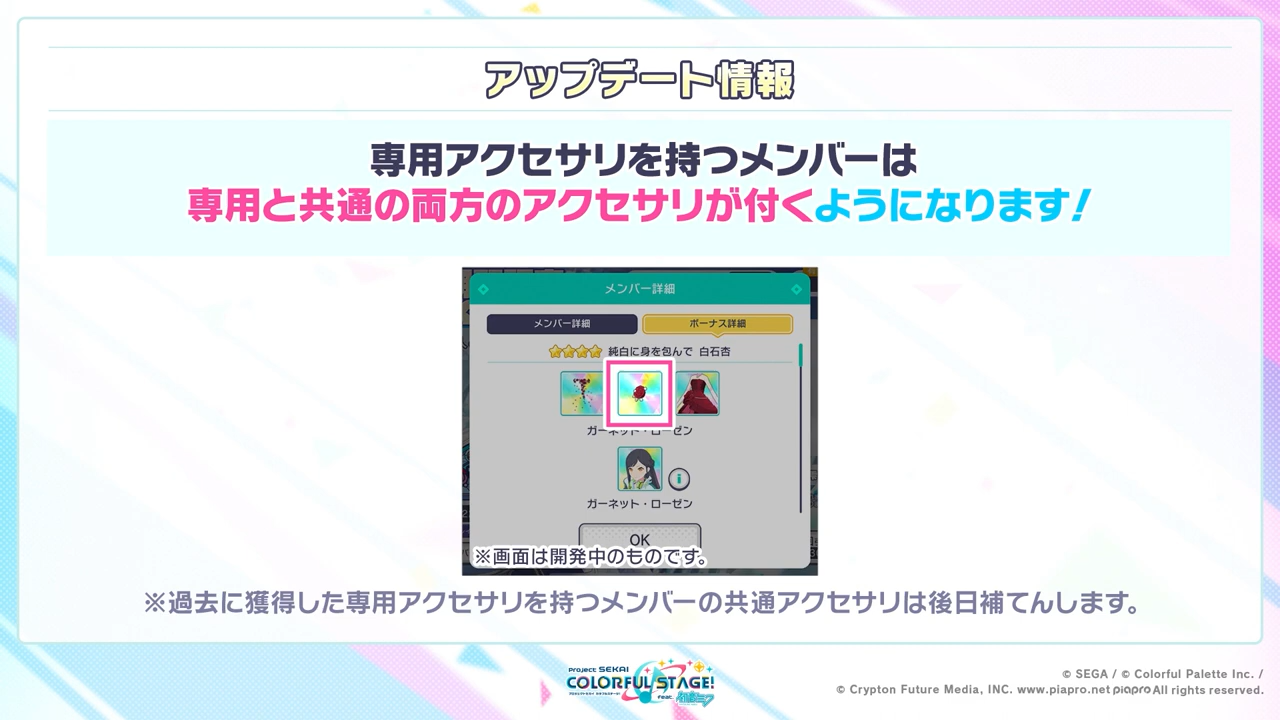 アップデート情報
専用アクセサリを持つメンバーは
専用と共通の両方のアクセサリが付くようになります!
メンバー詳細
メンバー詳細 ボーナス詳細
純白に身を包んで 白石杏
ガーネット・ローゼン
ガーネット・ローゼン
OK
※画面は開発中のものです。
※過去に獲得した専用アクセサリを持つメンバーの共通アクセサリは後日補てんします。
Project SEKAI
COLORFUL STAGE!
feat. 初音ミク
© SEGA / © Colorful Palette Inc. /
© Crypton Future Media, INC. www.piapro.net piapro All rights reserved.